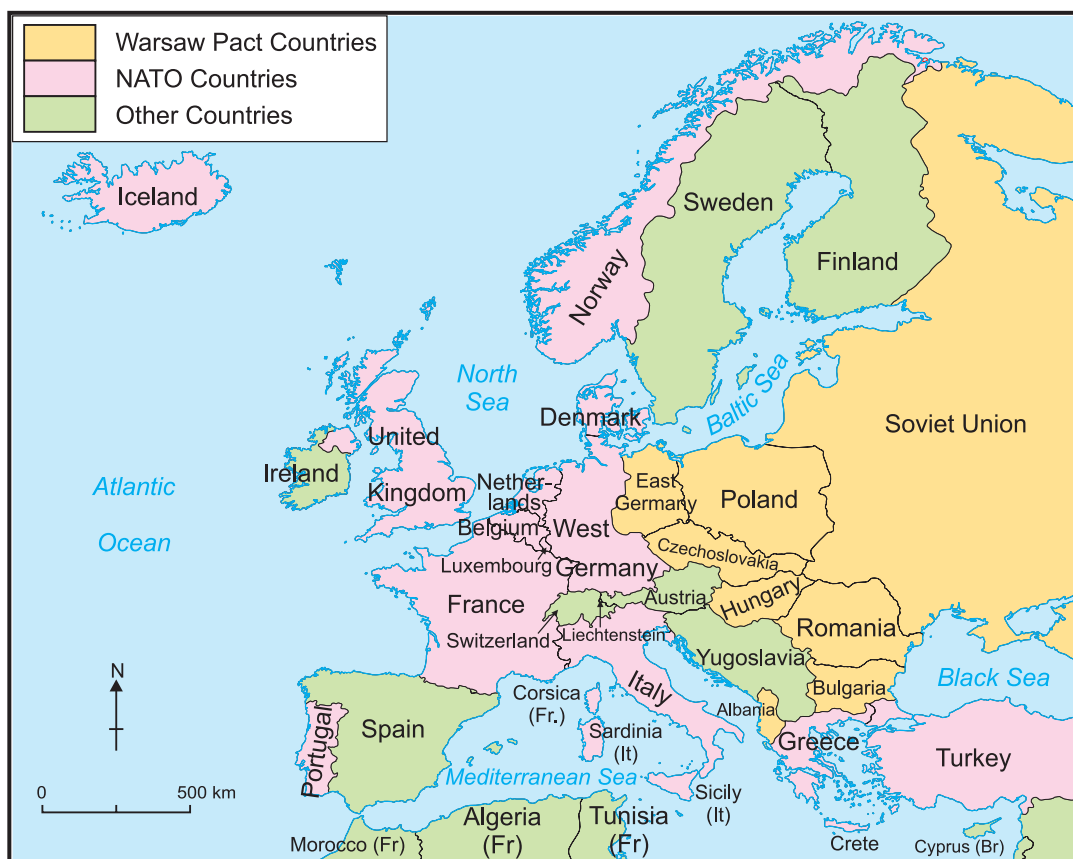 Warsaw Pact Countries
NATO Countries
Other Countries
Iceland
Sweden
Finland
Norway
North
Sea
Baltic Sea
Denmark
Soviet Union
United
Kingdom
Ireland
Atlantic
Ocean
Nether-
lands
East
Germany
Poland
Belgium
West
Germany
Luxembourg
Czechoslovakia
France
Austria
Hungary
Switzerland
Liechtenstein
Romania
Yugoslavia
Italy
Black Sea
N
Corsica
(Fr.)
Bulgaria
Albania
Portugal
Spain
Sardinia
(It)
Greece
Turkey
Mediterranean Sea
Sicily
(It)
0
500 km
Algeria
(Fr)
Tunisia
(Fr)
Morocco (Fr)
Crete
Cyprus (Br)